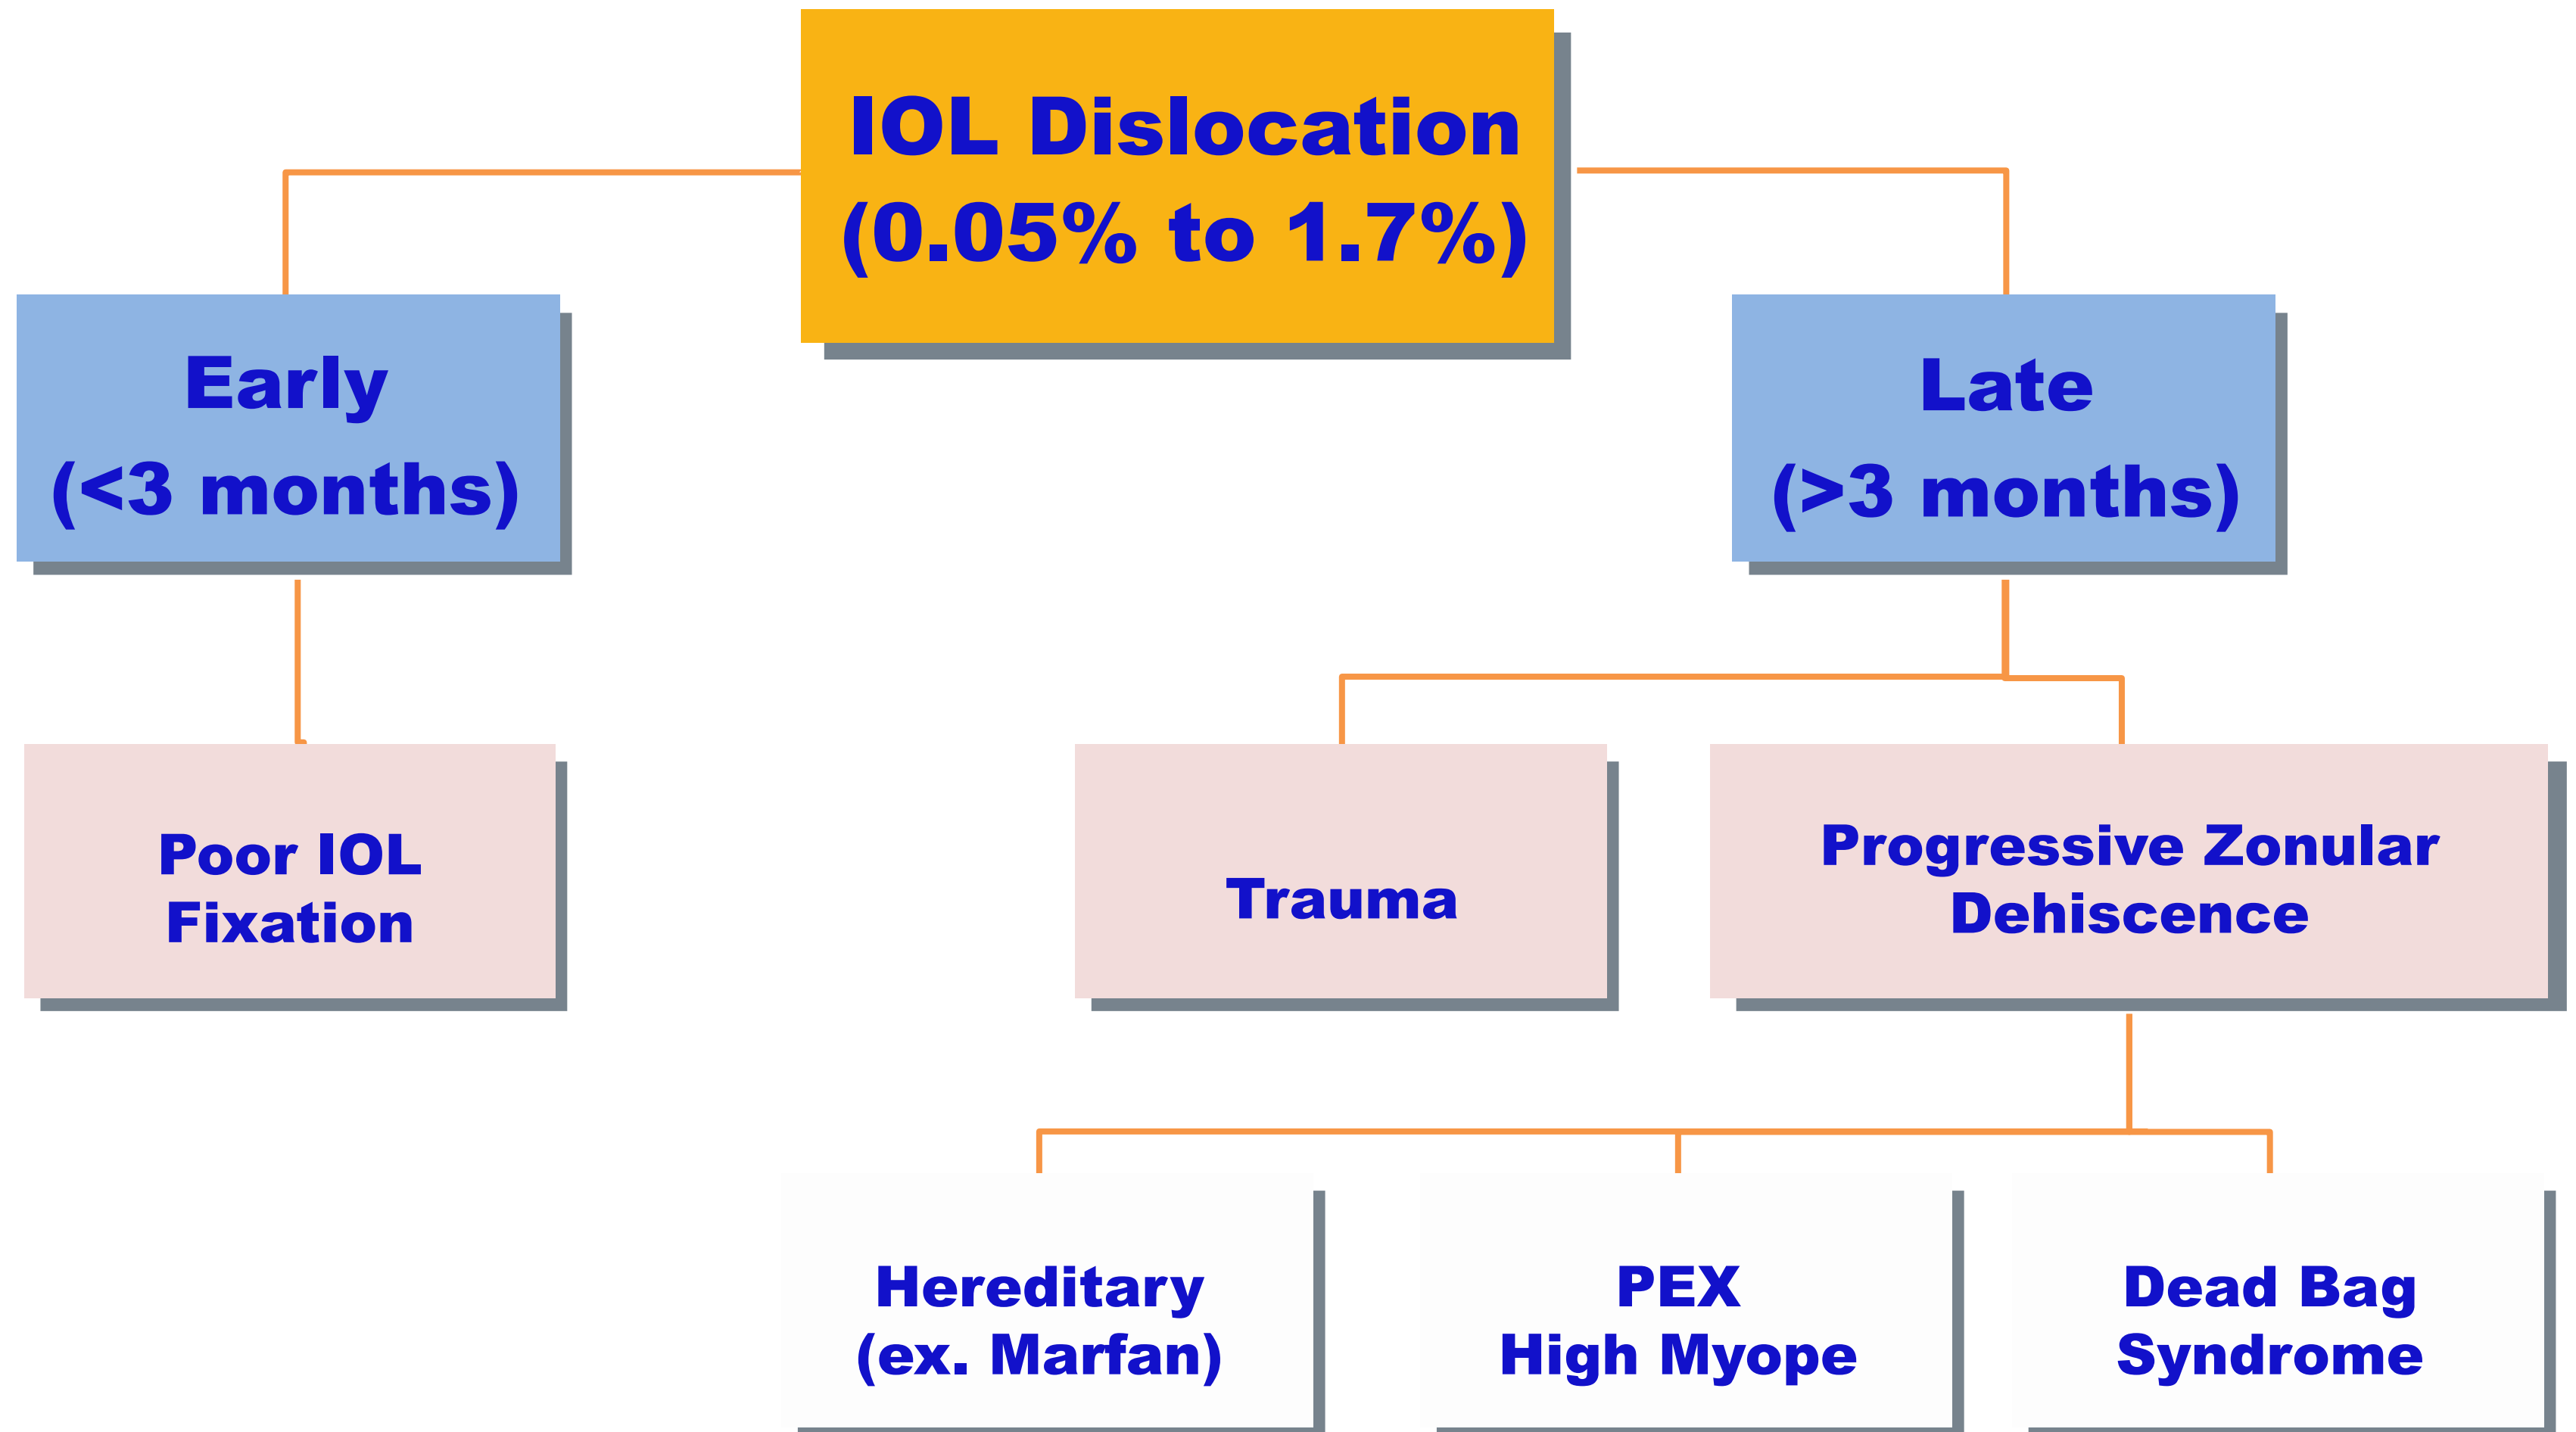 IOL Dislocation
(0.05% to 1.7%)
Early
(<3 months)
Late
(>3 months)
Poor IOL
Fixation
Trauma
Progressive Zonular
Dehiscence
Hereditary
(ex. Marfan)
PEX
High Myope
Dead Bag
Syndrome